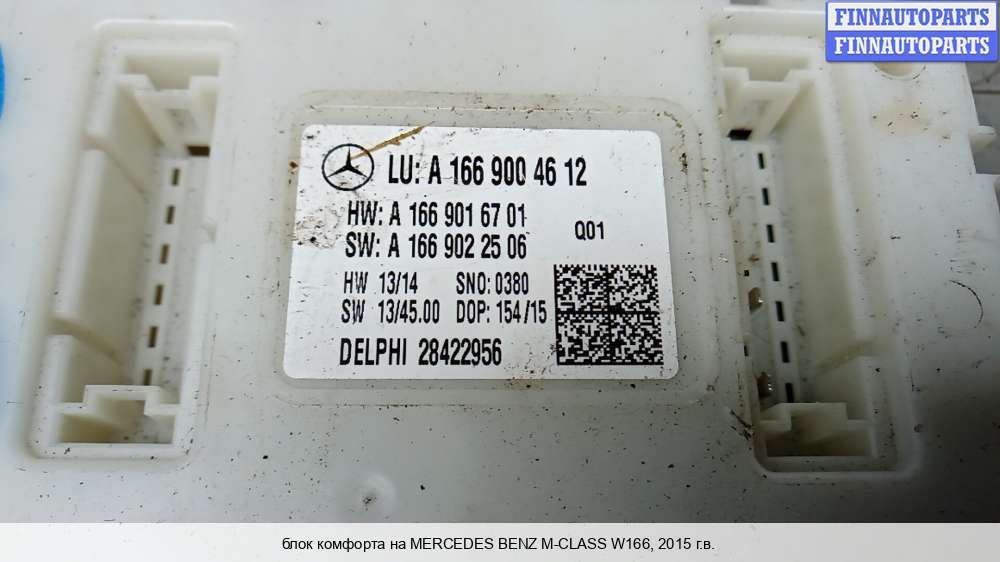 FINNAUTOPARTS
FINNAUTOPARTS
LU: A 166 900 46 12
HW: A 166 901 67 01
SW: A 166 902 25 06
Q01
HW 13/14 SNO: 0380
SW 13/45.00 DOP: 154/15
DELPHI 28422956
блок комфорта на MERCEDES BENZ M-CLASS W166, 2015 г.в.